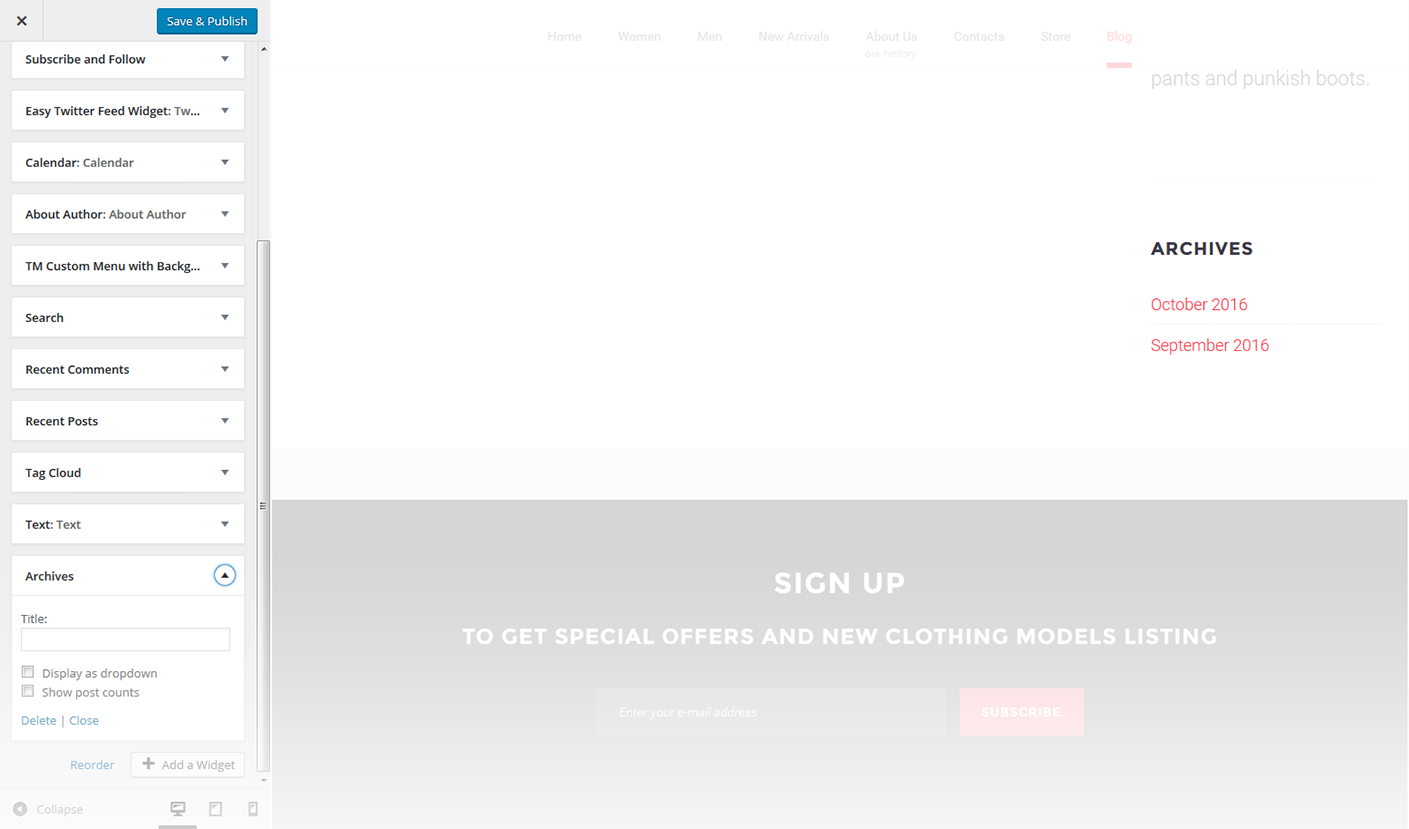 Save & Publish
Subscribe and Follow
Easy Twitter Feed Widget: Tw...
Calendar: Calendar
About Author: About Author
TM Custom Menu with Backg...
Search
Recent Comments
Recent Posts
Tag Cloud
Text: Text
Archives
Title:
Display as dropdown
Show post counts
Delete | Close
Reorder
Add a Widget
Collapse
Home Women Men New Arrivals About Us Contacts Store Blog
our history
pants and punkish boots.
ARCHIVES
October 2016
September 2016
SIGN UP
TO GET SPECIAL OFFERS AND NEW CLOTHING MODELS LISTING
Enter your e-mail address
SUBSCRIBE